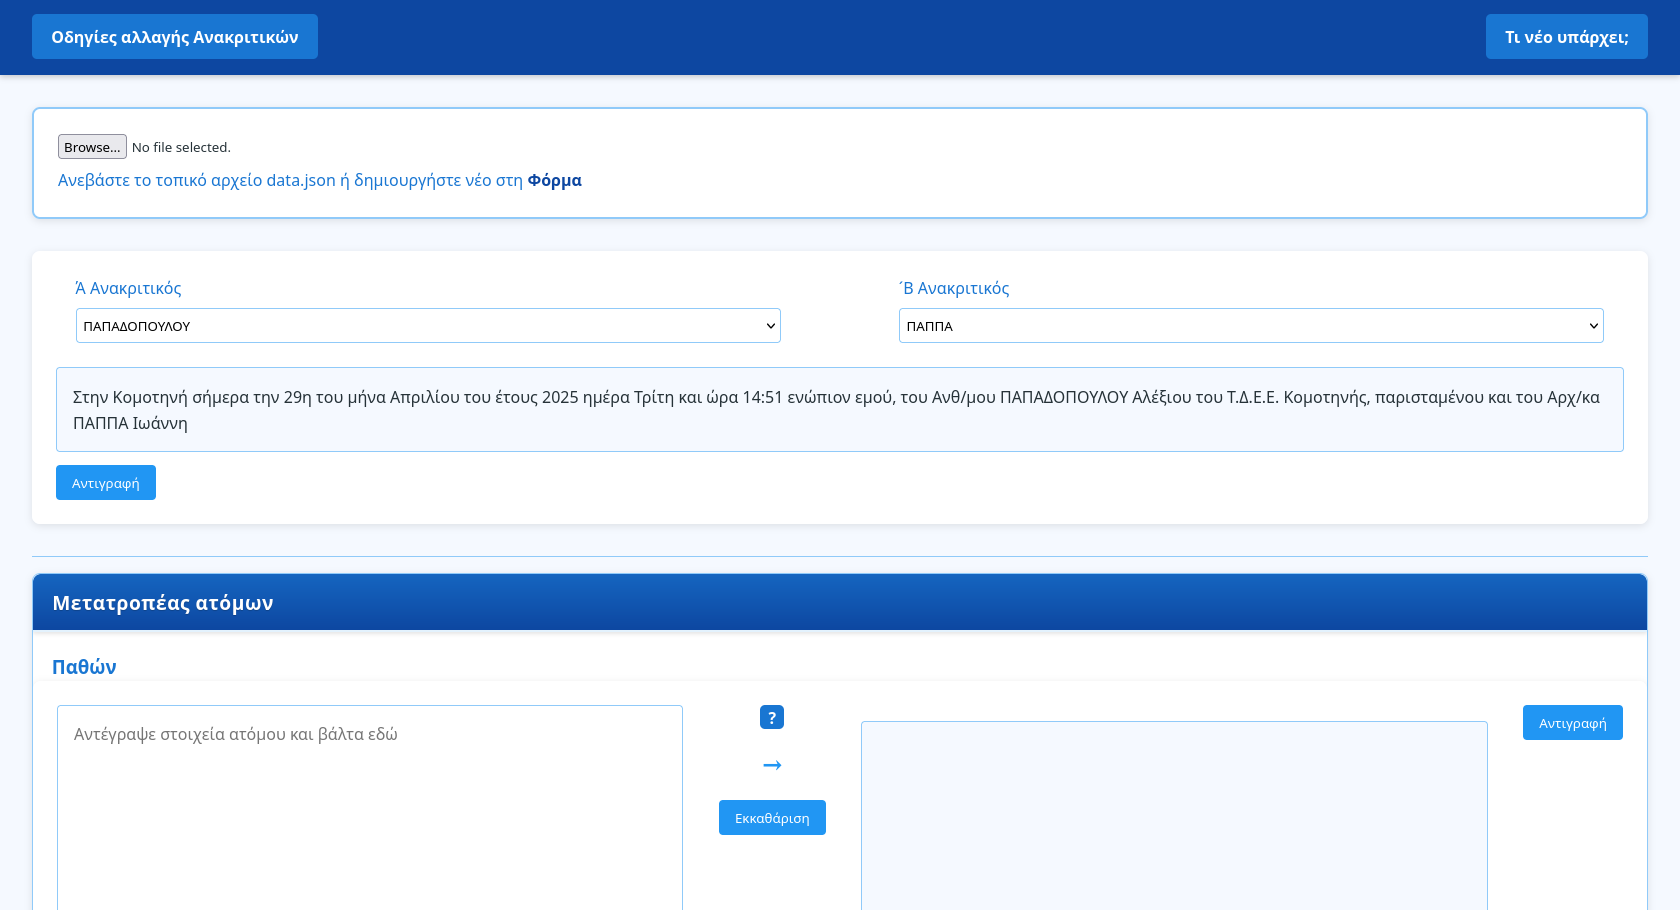 Οδηγίες αλλαγής Ανακριτικών
Τι νέο υπάρχει;
Browse... No file selected.
Ανεβάστε το τοπικό αρχείο data.json ή δημιουργήστε νέο στη Φόρμα
Ά Ανακριτικός
΄Β Ανακριτικός
ΠΑΠΑΔΟΠΟΥΛΟΥ
ΠΑΠΠΑ
Στην Κομοτηνή σήμερα την 29η του μήνα Απριλίου του έτους 2025 ημέρα Τρίτη και ώρα 14:51 ενώπιον εμού, του Ανθ/μου ΠΑΠΑΔΟΠΟΥΛΟΥ Αλέξιου του Τ.Δ.Ε.Ε. Κομοτηνής, παρισταμένου και του Αρχ/κα
ΠΑΠΠΑ Ιωάννη
Αντιγραφή
Μετατροπέας ατόμων
Παθών
Αντέγραψε στοιχεία ατόμου και βάλτα εδώ
?
→
Εκκαθάριση
Αντιγραφή